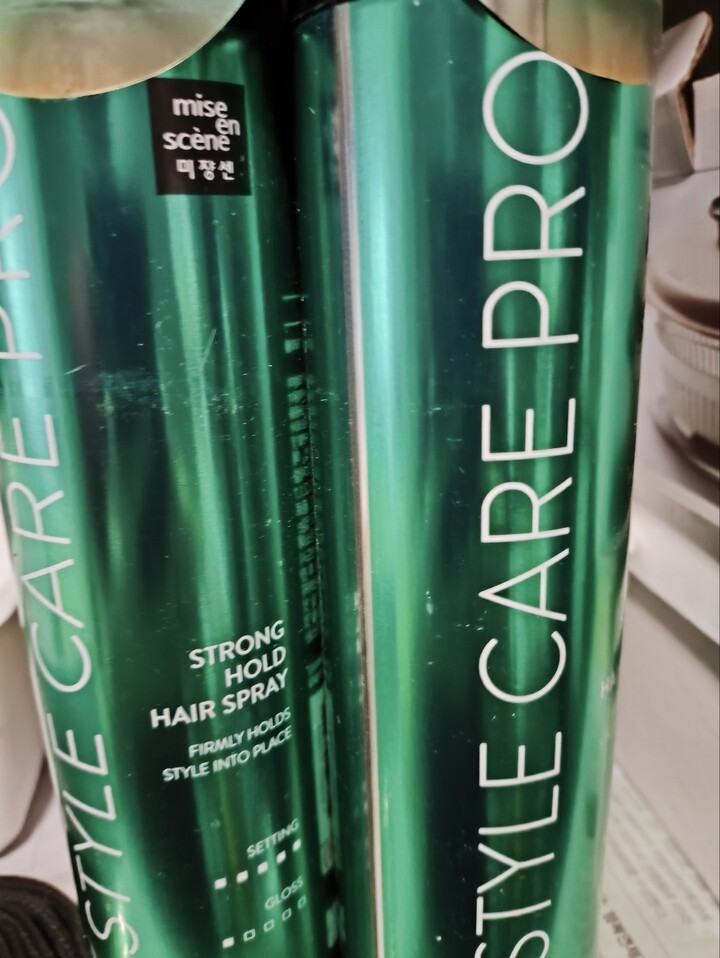 mise
en
scène
미쟝센
STYLE CARE PRO
STRONG
HOLD
HAIR SPRAY
FIRMLY HOLDS
STYLE INTO PLACE
SETTING
GLOSS
STYLE CARE PRO